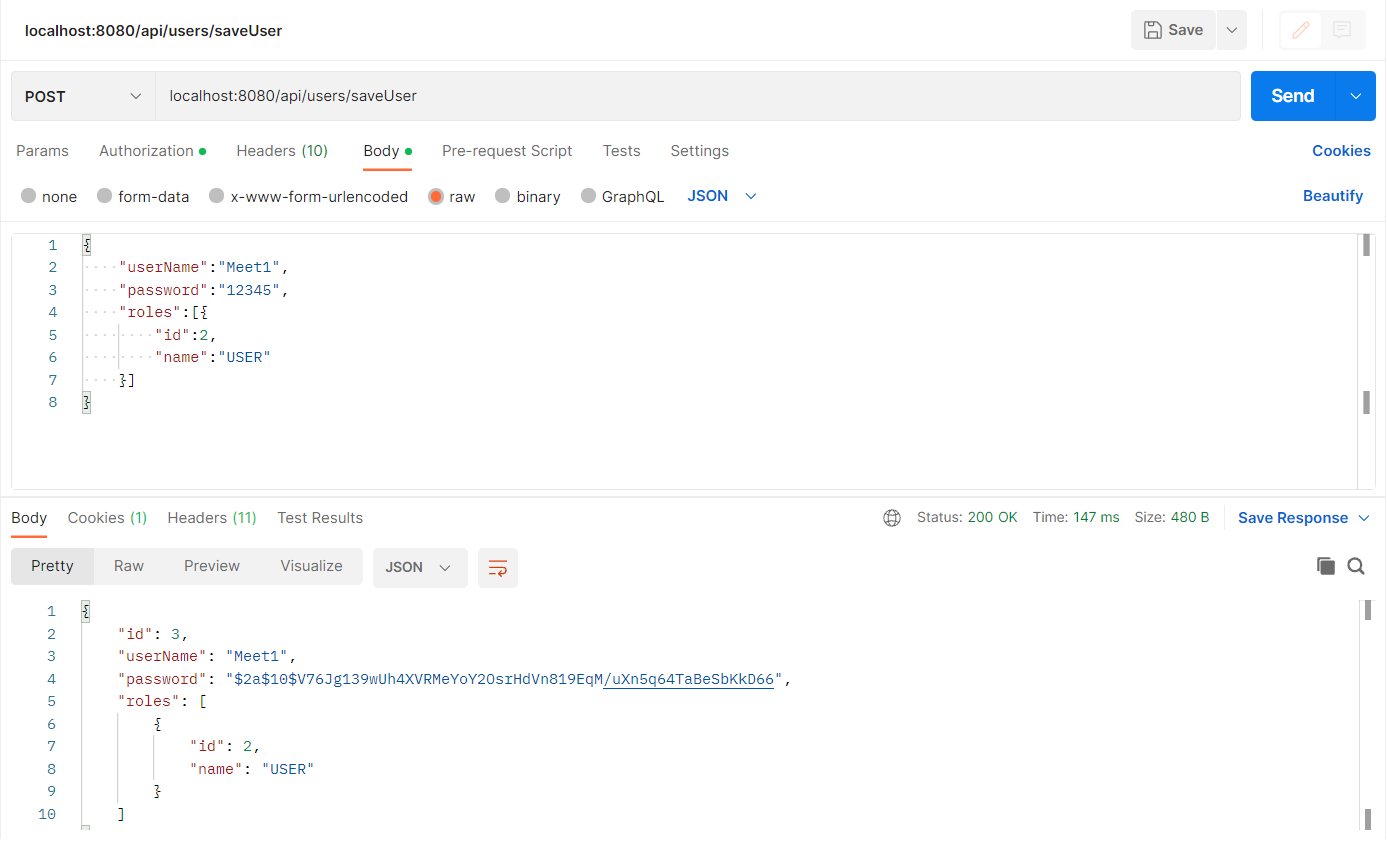 localhost:8080/api/users/saveUser
Save
POST
localhost:8080/api/users/saveUser
Send
Params Authorization Headers (10) Body Pre-request Script Tests Settings Cookies
none form-data x-www-form-urlencoded raw binary GraphQL JSON Beautify
1 {
2 "userName":"Meet1",
3 "password":"12345",
4 "roles":[{
5 "id":2,
6 "name":"USER"
7 }]
8 }
Body Cookies (1) Headers (11) Test Results Status: 200 OK Time: 147 ms Size: 480 B Save Response
Pretty Raw Preview Visualize JSON
1 {
2 "id": 3,
3 "userName": "Meet1",
4 "password": "$2a$10$V76Jg139wUh4XVRMeYoY2OsrHdVn819EqM/uXn5q64TaBeSbKkD66",
5 "roles": [
6 {
7 "id": 2,
8 "name": "USER"
9 }
10 ]